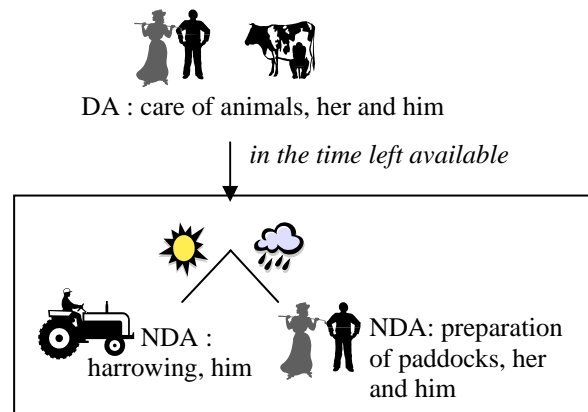 DA : care of animals, her and him
in the time left available
NDA :
harrowing, him
NDA: preparation
of paddocks, her
and him